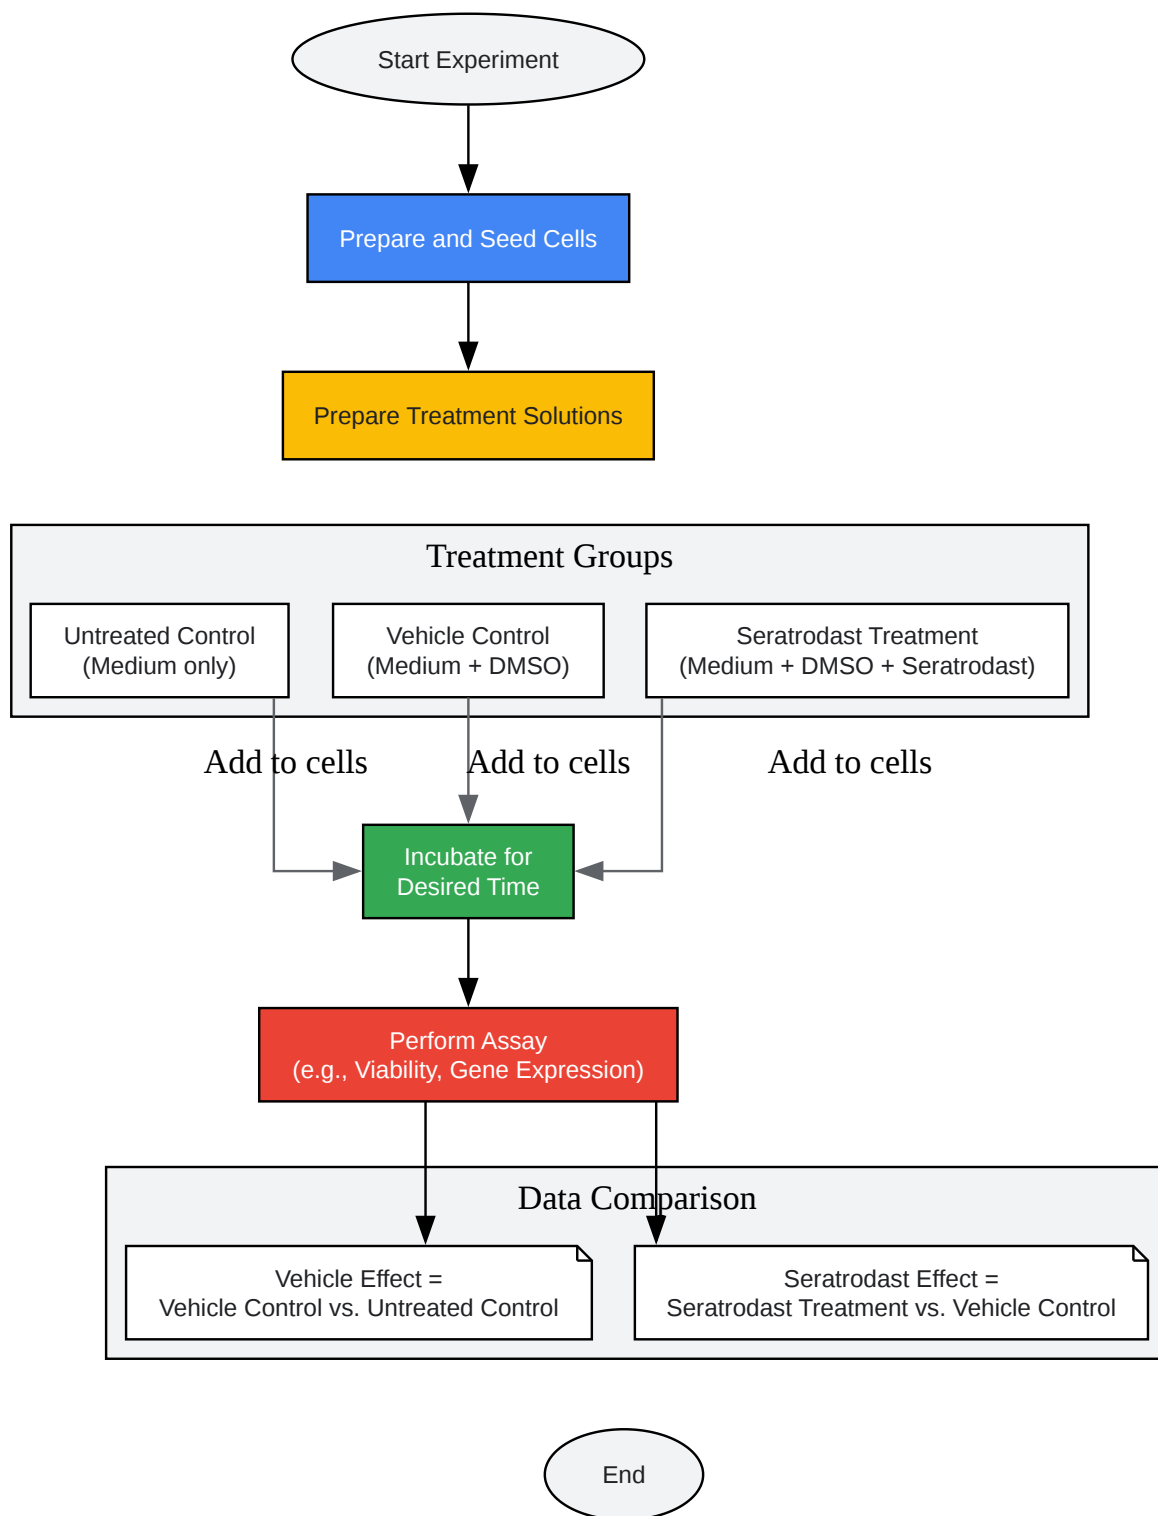 Start Experiment
Prepare and Seed Cells
Prepare Treatment Solutions
Treatment Groups
Untreated Control
(Medium only)
Vehicle Control
(Medium + DMSO)
Seratrodast Treatment
(Medium + DMSO + Seratrodast)
Add to cells
Add to cells
Add to cells
Incubate for
Desired Time
Perform Assay
(e.g., Viability, Gene Expression)
Data Comparison
Vehicle Effect =
Vehicle Control vs. Untreated Control
Seratrodast Effect =
Seratrodast Treatment vs. Vehicle Control
End